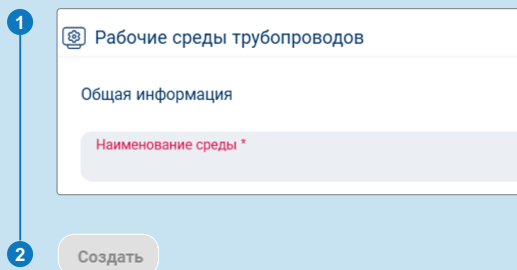 1
Рабочие среды трубопроводов
Общая информация
Наименование среды *
2
Создать